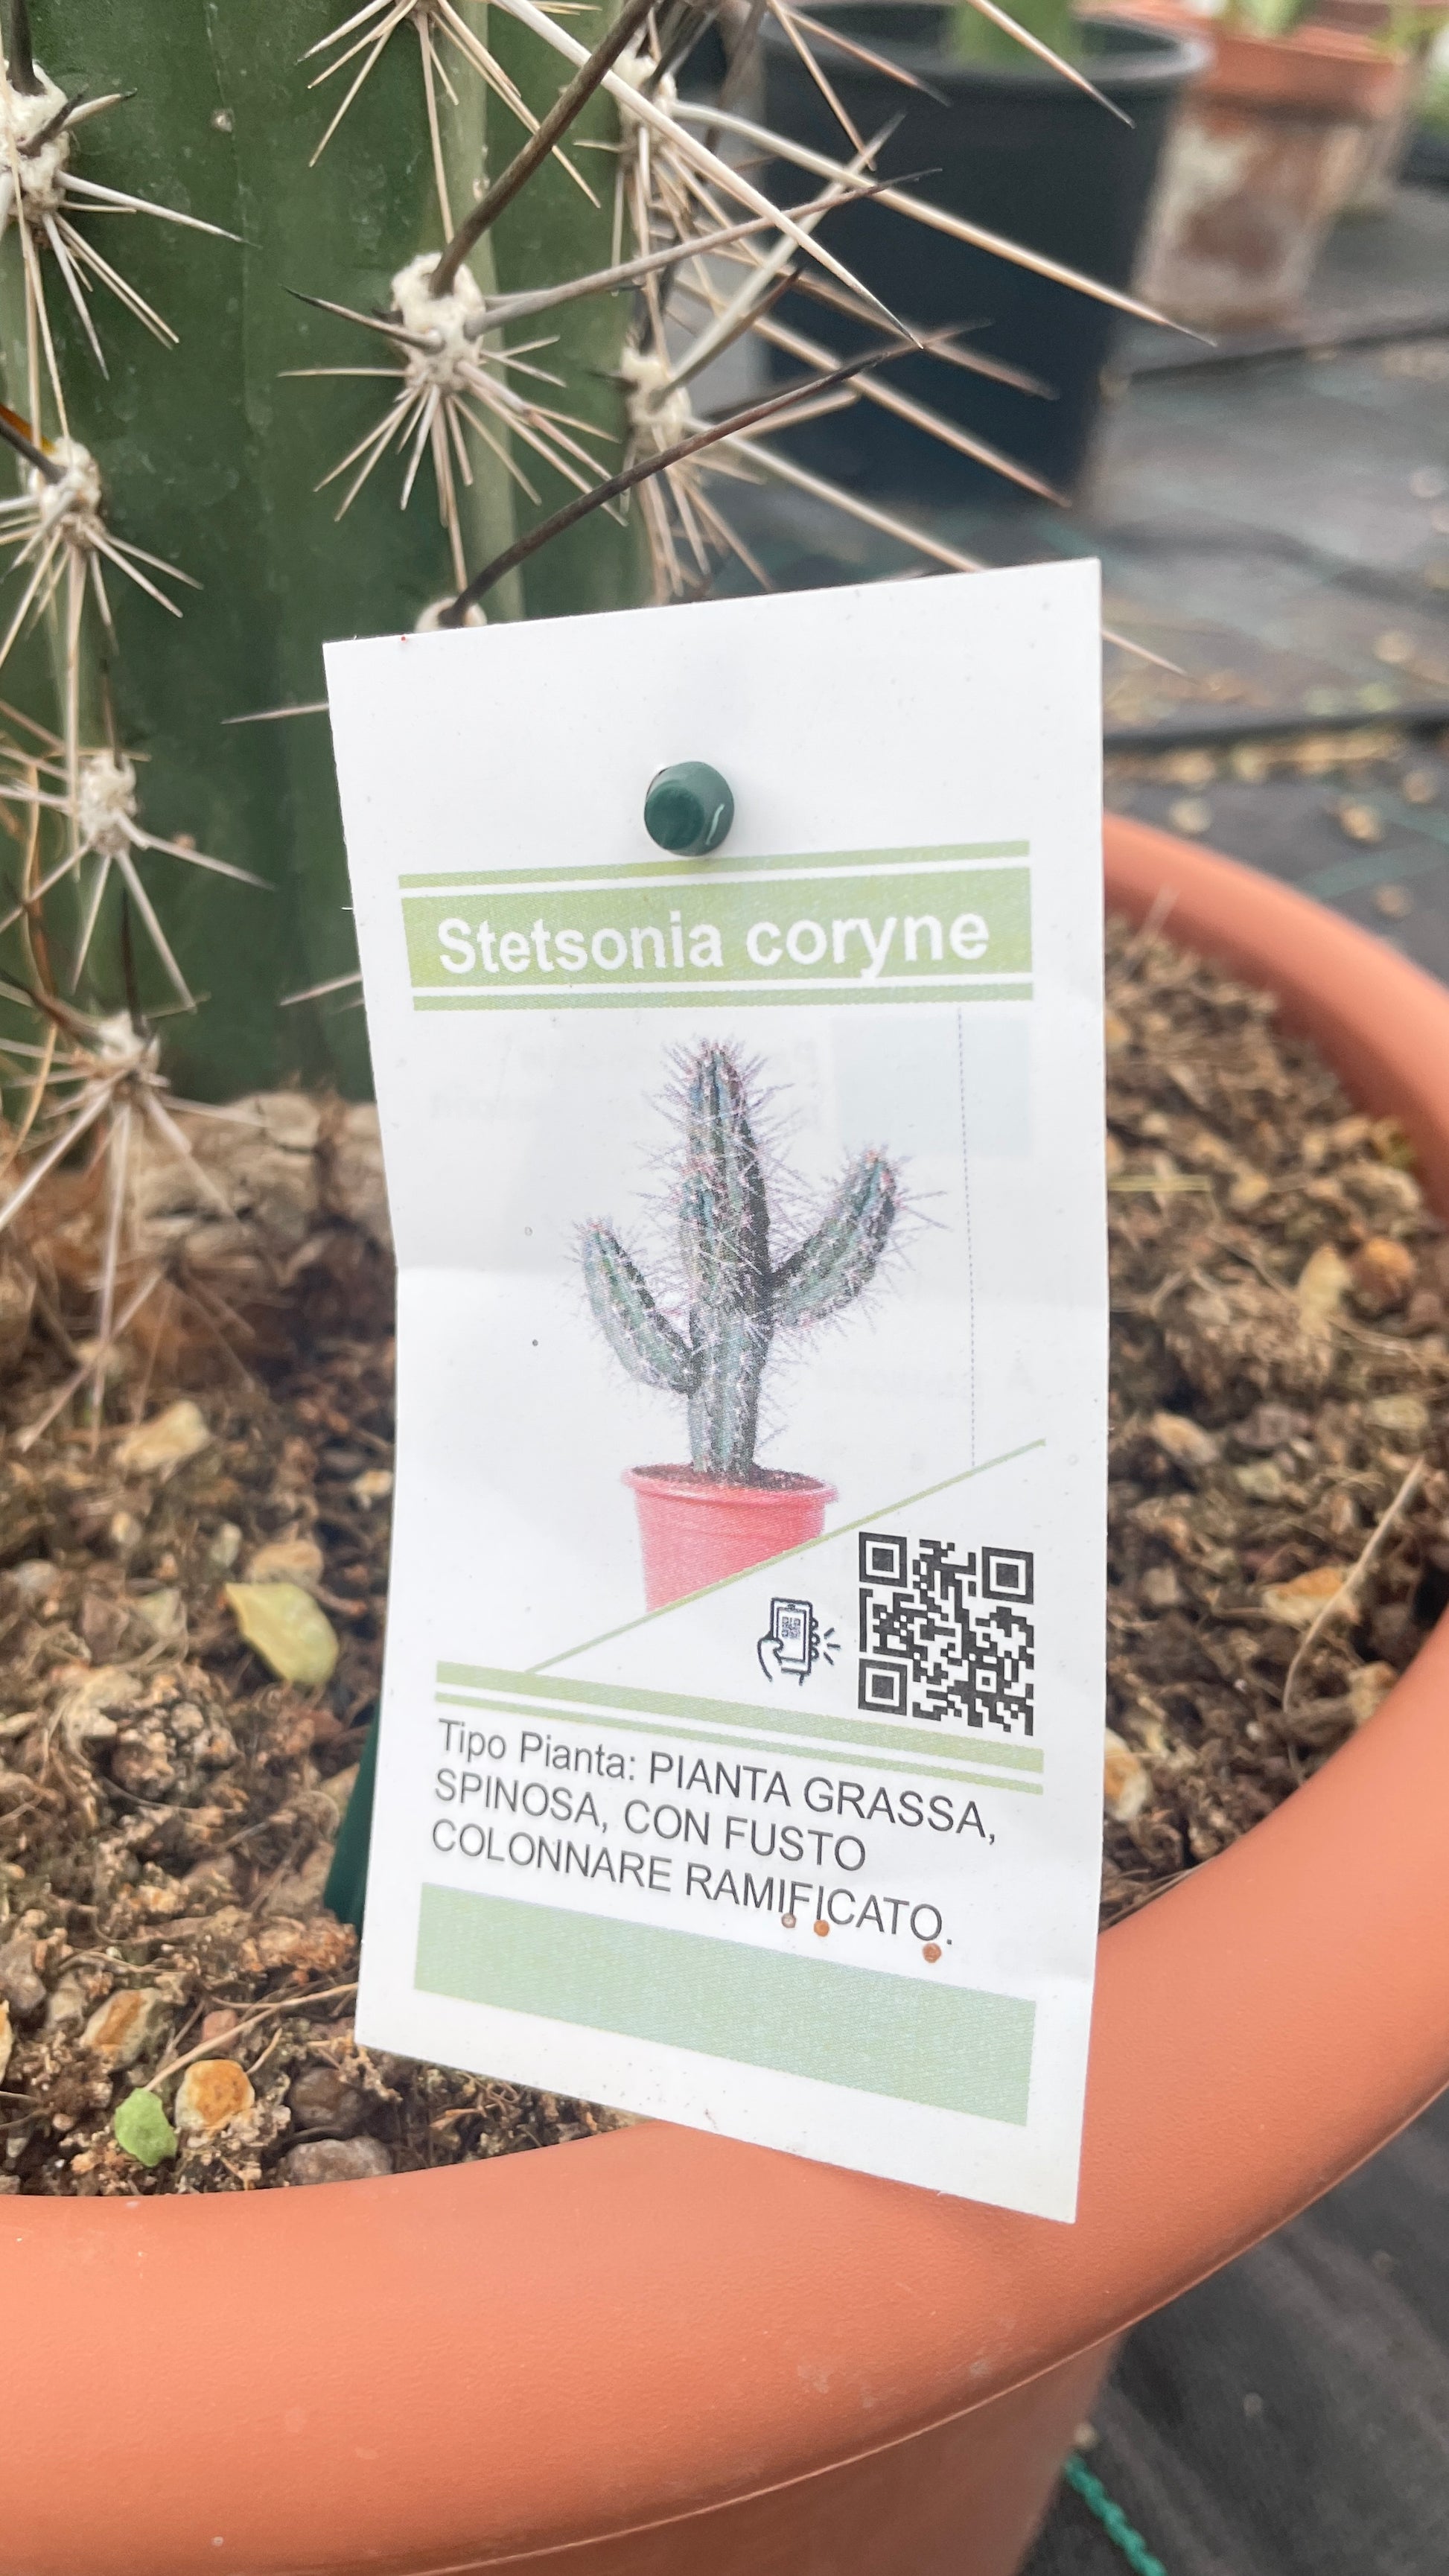 Stetsonia coryne
Tipo Pianta: PIANTA GRASSA,
SPINOSA, CON FUSTO
COLONNARE RAMIFICATO.